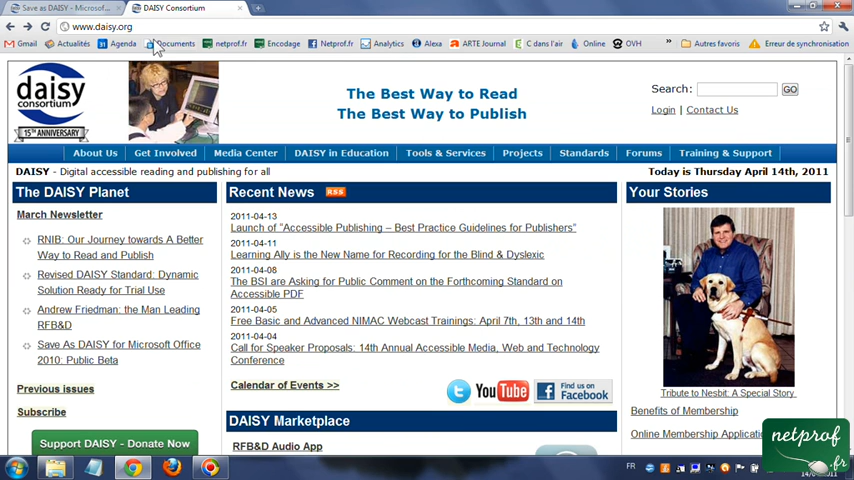 Save as DAISY - Microsof...
DAISY Consortium
www.daisy.org
Gmail Actualités Agenda Documents netprof.fr Encodage Netprof.fr Analytics Alexa ARTE Journal C dans l'air Online OVH » Autres favoris Erreur de synchronisation
daisy
consortium
15TH ANNIVERSARY
The Best Way to Read
The Best Way to Publish
Search: GO
Login | Contact Us
About Us Get Involved Media Center DAISY in Education Tools & Services Projects Standards Forums Training & Support
DAISY - Digital accessible reading and publishing for all
Today is Thursday April 14th, 2011
The DAISY Planet
March Newsletter
RNIB: Our Journey towards A Better
Way to Read and Publish
Revised DAISY Standard: Dynamic
Solution Ready for Trial Use
Andrew Friedman: the Man Leading
RFB&D
Save As DAISY for Microsoft Office
2010: Public Beta
Previous issues
Subscribe
Support DAISY - Donate Now
Recent News RSS
2011-04-13
Launch of "Accessible Publishing – Best Practice Guidelines for Publishers"
2011-04-11
Learning Ally is the New Name for Recording for the Blind & Dyslexic
2011-04-08
The BSI are Asking for Public Comment on the Forthcoming Standard on
Accessible PDF
2011-04-05
Free Basic and Advanced NIMAC Webcast Trainings: April 7th, 13th and 14th
2011-04-04
Call for Speaker Proposals: 14th Annual Accessible Media, Web and Technology
Conference
Calendar of Events >>
YouTube
Find us on
Facebook
DAISY Marketplace
RFB&D Audio App
Your Stories
Tribute to Nesbit: A Special Story
Benefits of Membership
Online Membership
netprof
.fr
FR